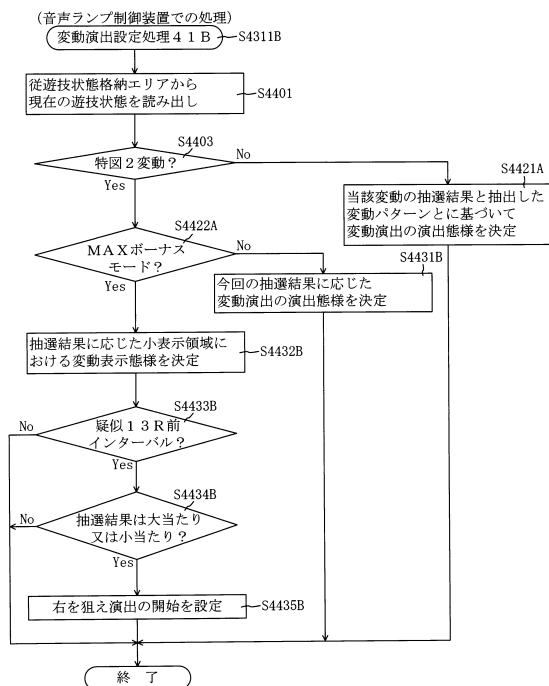 (音声ランプ制御装置での処理)
変動演出設定処理41B
S4311B
従遊技状態格納エリアから
現在の遊技状態を読み出し
S4401
S4403
特図2変動?
No
Yes
S4421A
当該変動の抽選結果と抽出した
変動パターンとに基づいて
変動演出の演出態様を決定
S4422A
MAXボーナス
モード?
No
Yes
S4431B
今回の抽選結果に応じた
変動演出の演出態様を決定
抽選結果に応じた小表示領域に
おける変動表示態様を決定
S4432B
S4433B
疑似13R前
インターバル?
No
Yes
S4434B
抽選結果は大当たり
又は小当たり?
No
Yes
右を狙え演出の開始を設定
S4435B
終了